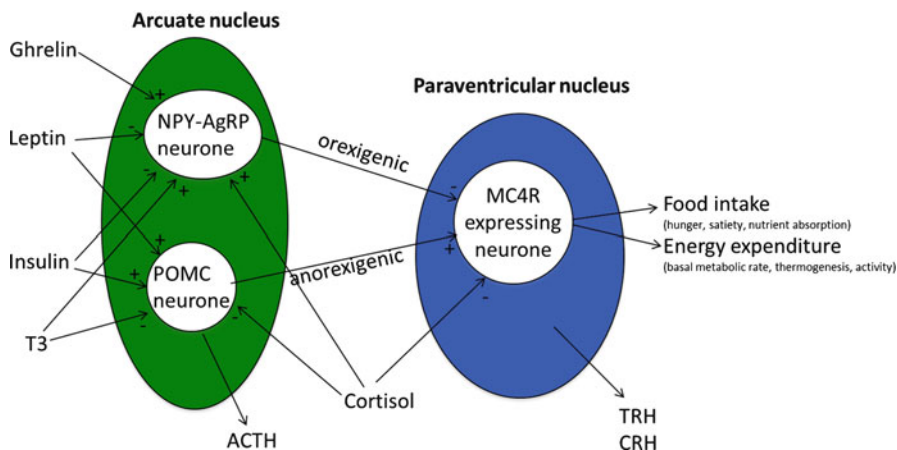 Arcuate nucleus
Ghrelin
+
NPY-AgRP
neurone
Leptin
-
-
+
+
Insulin
+
+
POMC
neurone
-
-
T3
ACTH
Cortisol
orexigenic
anorexigenic
Paraventricular nucleus
-
MC4R
expressing
neurone
+
-
Food intake
(hunger, satiety, nutrient absorption)
Energy expenditure
(basal metabolic rate, thermogenesis, activity)
TRH
CRH